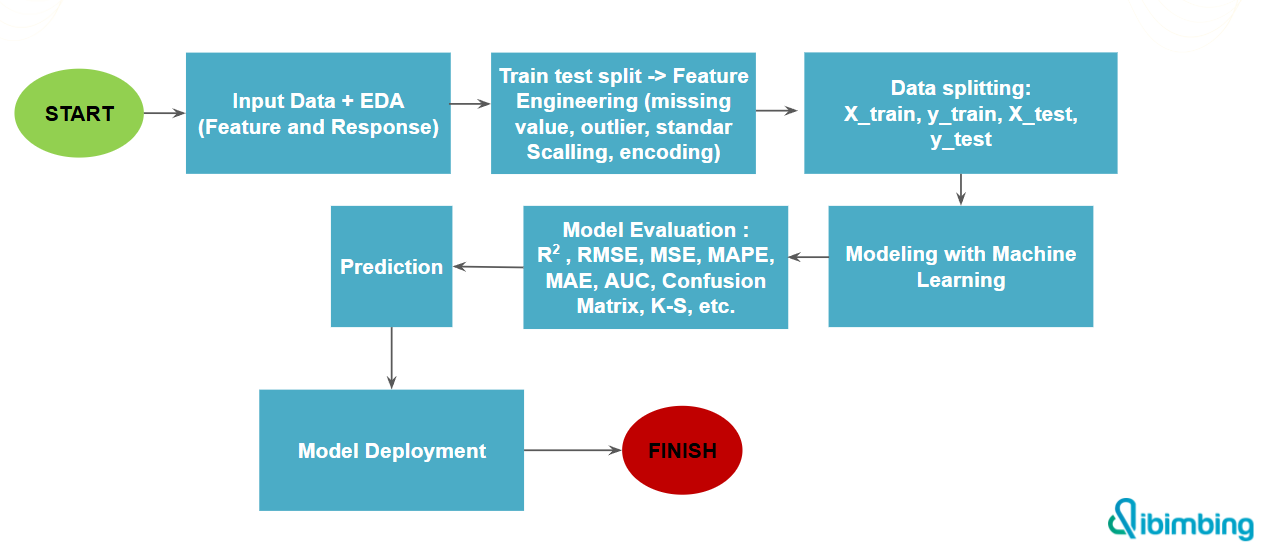 START
Input Data + EDA
(Feature and Response)
Train test split -> Feature
Engineering (missing
value, outlier, standar
Scalling, encoding)
Data splitting:
X_train, y_train, X_test,
y_test
Modeling with Machine
Learning
Model Evaluation :
R² , RMSE, MSE, MAPE,
MAE, AUC, Confusion
Matrix, K-S, etc.
Prediction
Model Deployment
FINISH
dibimbing